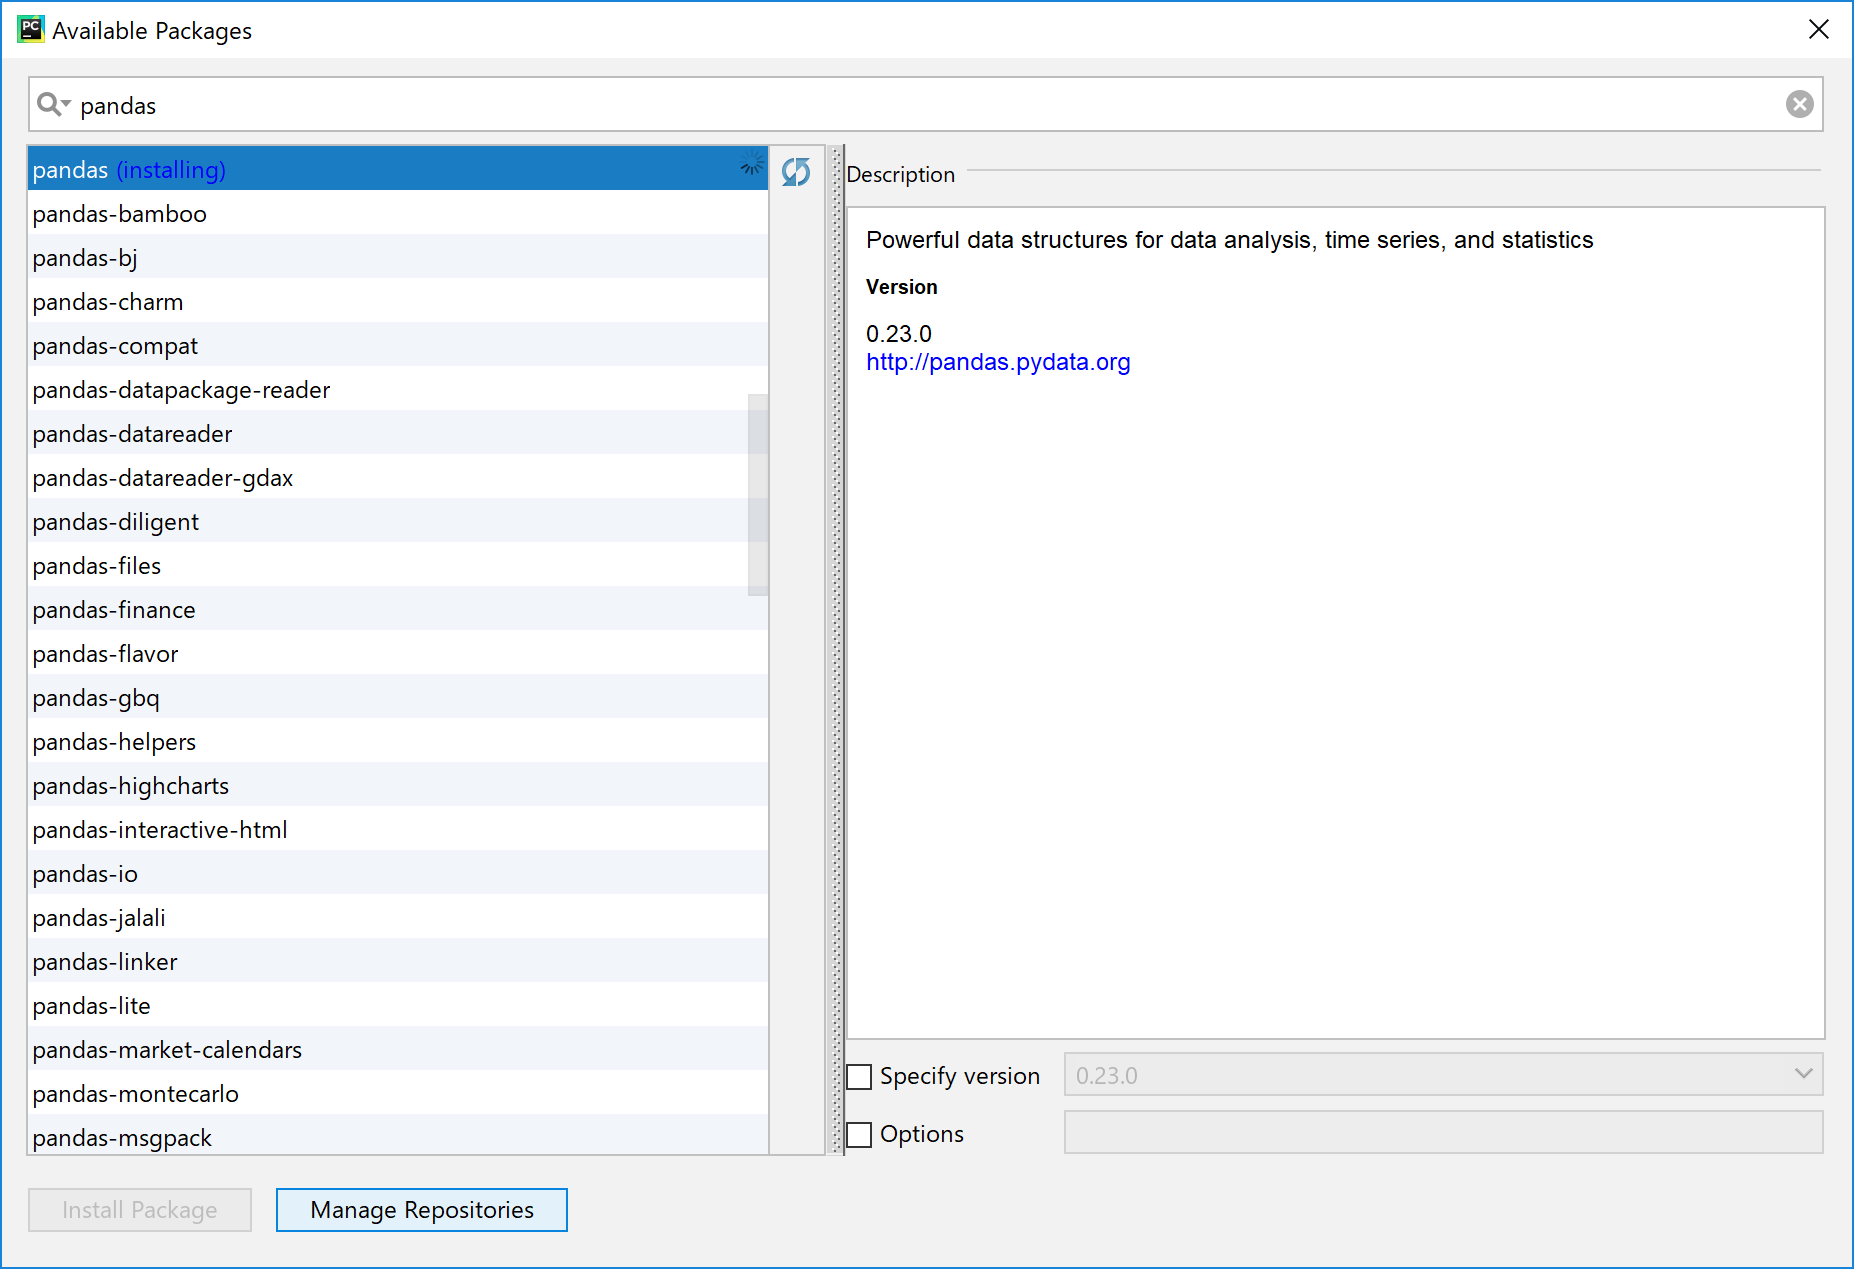 PC
Available Packages
pandas
pandas (installing)
pandas-bamboo
pandas-bj
pandas-charm
pandas-compat
pandas-datapackage-reader
pandas-datareader
pandas-datareader-gdax
pandas-diligent
pandas-files
pandas-finance
pandas-flavor
pandas-gbq
pandas-helpers
pandas-highcharts
pandas-interactive-html
pandas-io
pandas-jalali
pandas-linker
pandas-lite
pandas-market-calendars
pandas-montecarlo
pandas-msgpack
Description
Powerful data structures for data analysis, time series, and statistics
Version
0.23.0
http://pandas.pydata.org
Specify version 0.23.0
Options
Install Package Manage Repositories